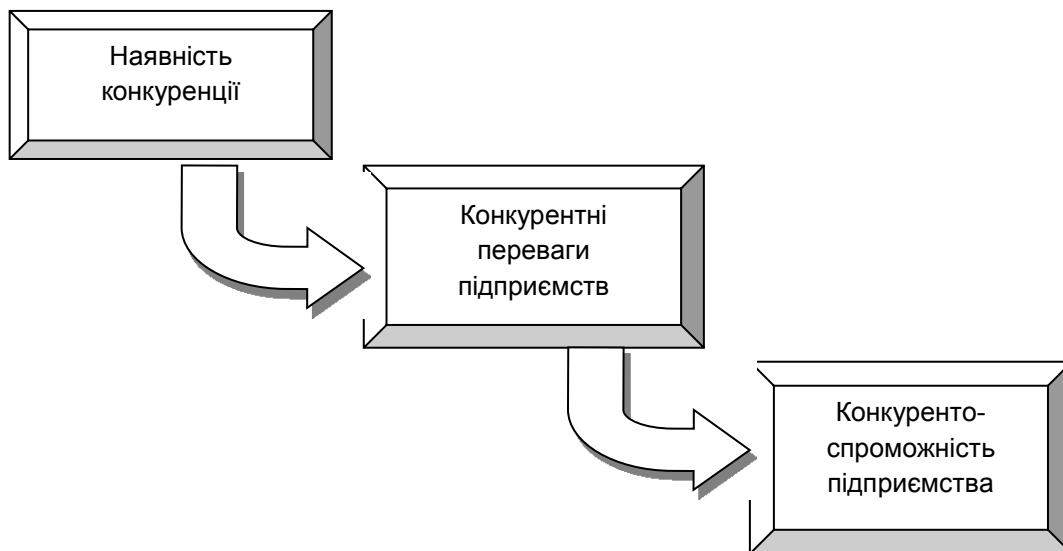 Наявність
конкуренції
Конкурентні
переваги
підприємств
Конкуренто-
спроможність
підприємства